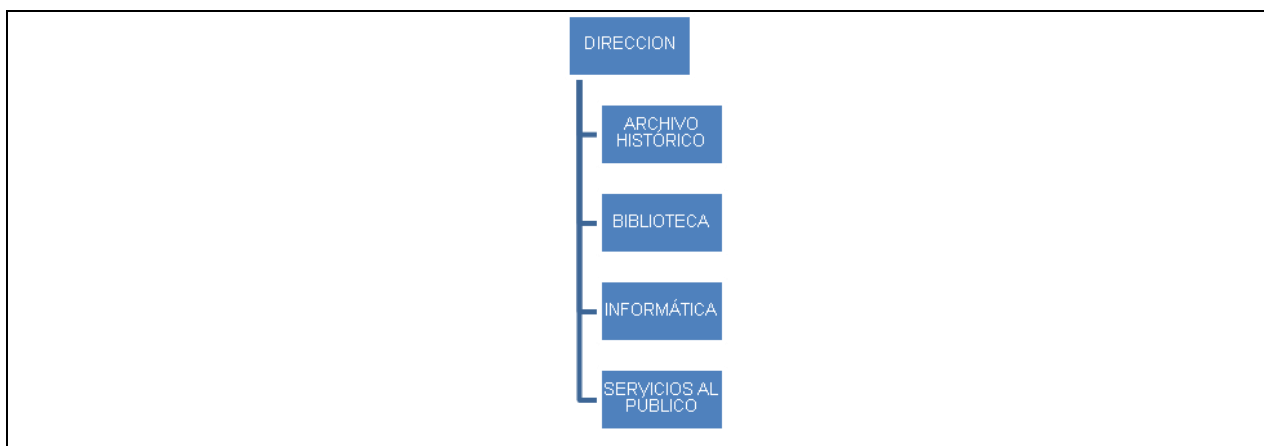 DIRECCION
ARCHIVO
HISTÓRICO
BIBLIOTECA
INFORMÁTICA
SERVICIOS AL
PÚBLICO